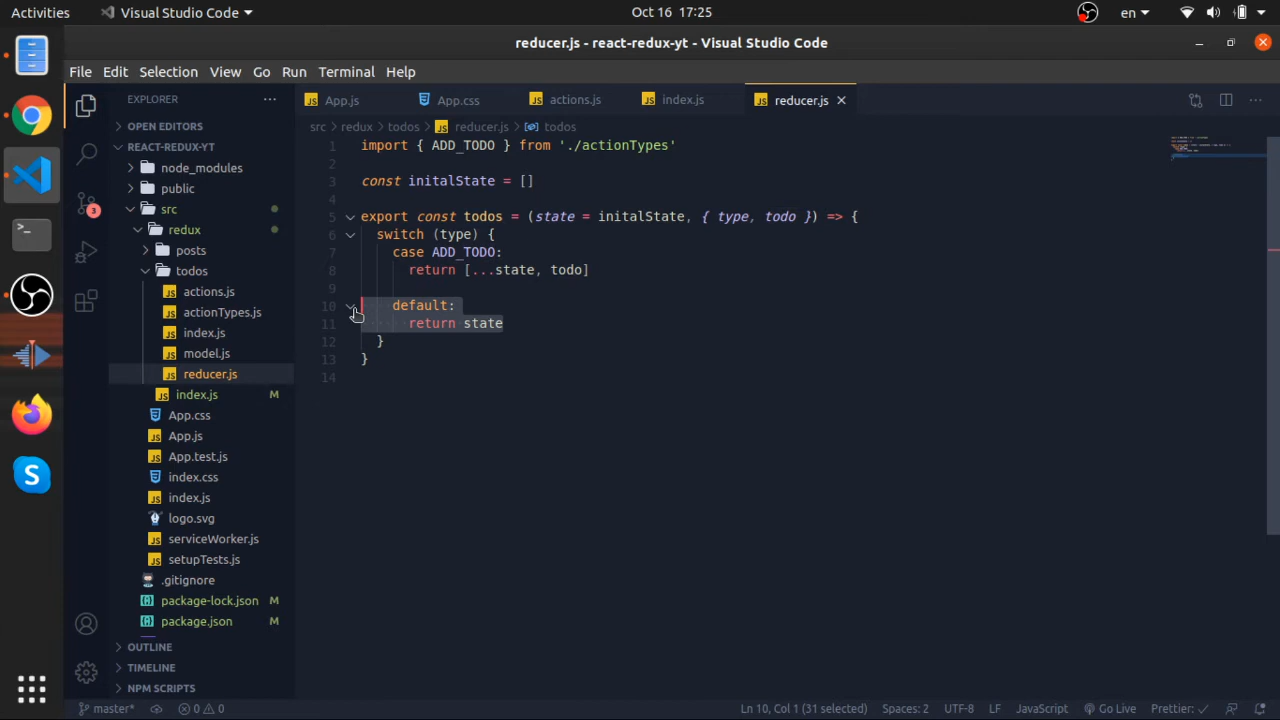 Activities
Visual Studio Code
Oct 16 17:25
en
reducer.js - react-redux-yt - Visual Studio Code
File Edit Selection View Go Run Terminal Help
EXPLORER
App.js
App.css
actions.js
index.js
reducer.js
OPEN EDITORS
src > redux > todos > reducer.js > todos
REACT-REDUX-YT
node_modules
public
src
redux
posts
todos
actions.js
actionTypes.js
index.js
model.js
reducer.js
index.js M
App.css
App.js
App.test.js
index.css
index.js
logo.svg
serviceWorker.js
setupTests.js
.gitignore
package-lock.json M
package.json M
OUTLINE
TIMELINE
NPM SCRIPTS
3
1 import { ADD_TODO } from './actionTypes'
2
3 const initalState = []
4
5 export const todos = (state = initalState, { type, todo }) => {
6 switch (type) {
7 case ADD_TODO:
8 return [...state, todo]
9
10 default:
11 return state
12 }
13 }
14
master* 0 0
Ln 10, Col 1 (31 selected) Spaces: 2 UTF-8 LF JavaScript Go Live Prettier: ✓